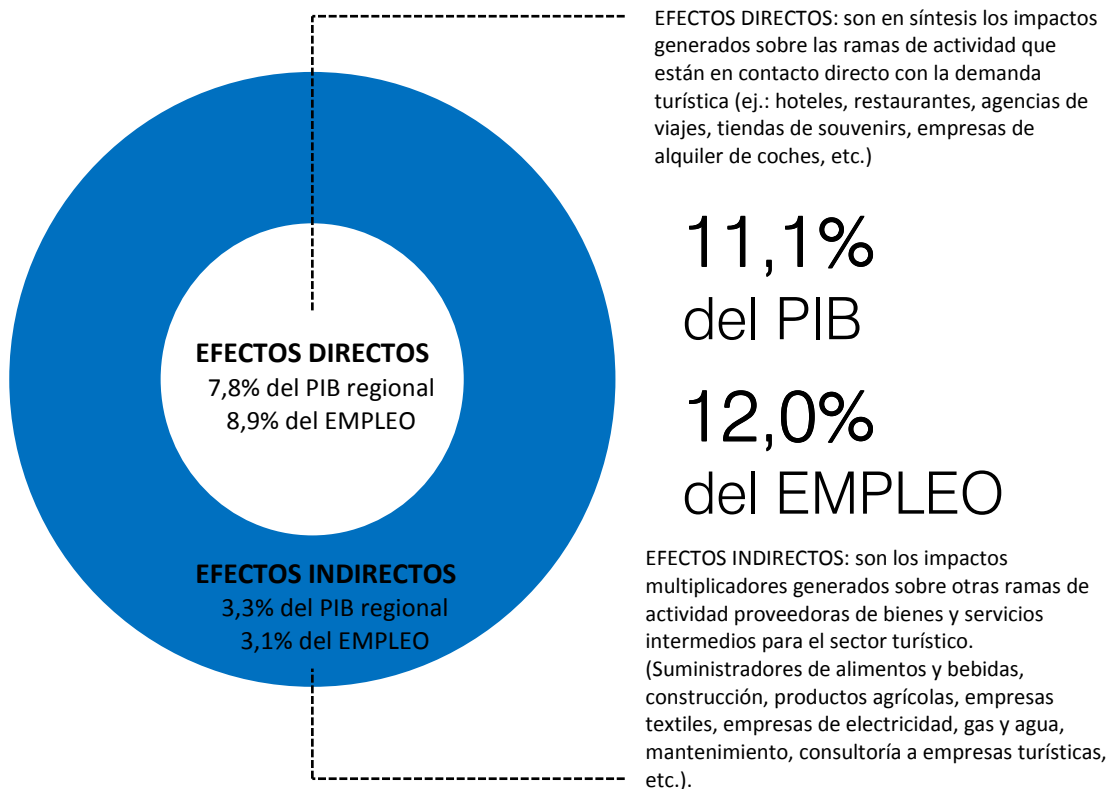 EFECTOS DIRECTOS: son en síntesis los impactos
generados sobre las ramas de actividad que
están en contacto directo con la demanda
turística (ej.: hoteles, restaurantes, agencias de
viajes, tiendas de souvenirs, empresas de
alquiler de coches, etc.)
11,1%
del PIB
12,0%
del EMPLEO
EFECTOS DIRECTOS
7,8% del PIB regional
8,9% del EMPLEO
EFECTOS INDIRECTOS
3,3% del PIB regional
3,1% del EMPLEO
EFECTOS INDIRECTOS: son los impactos
multiplicadores generados sobre otras ramas de
actividad proveedoras de bienes y servicios
intermedios para el sector turístico.
(Suministradores de alimentos y bebidas,
construcción, productos agrícolas, empresas
textiles, empresas de electricidad, gas y agua,
mantenimiento, consultoría a empresas turísticas,
etc.).